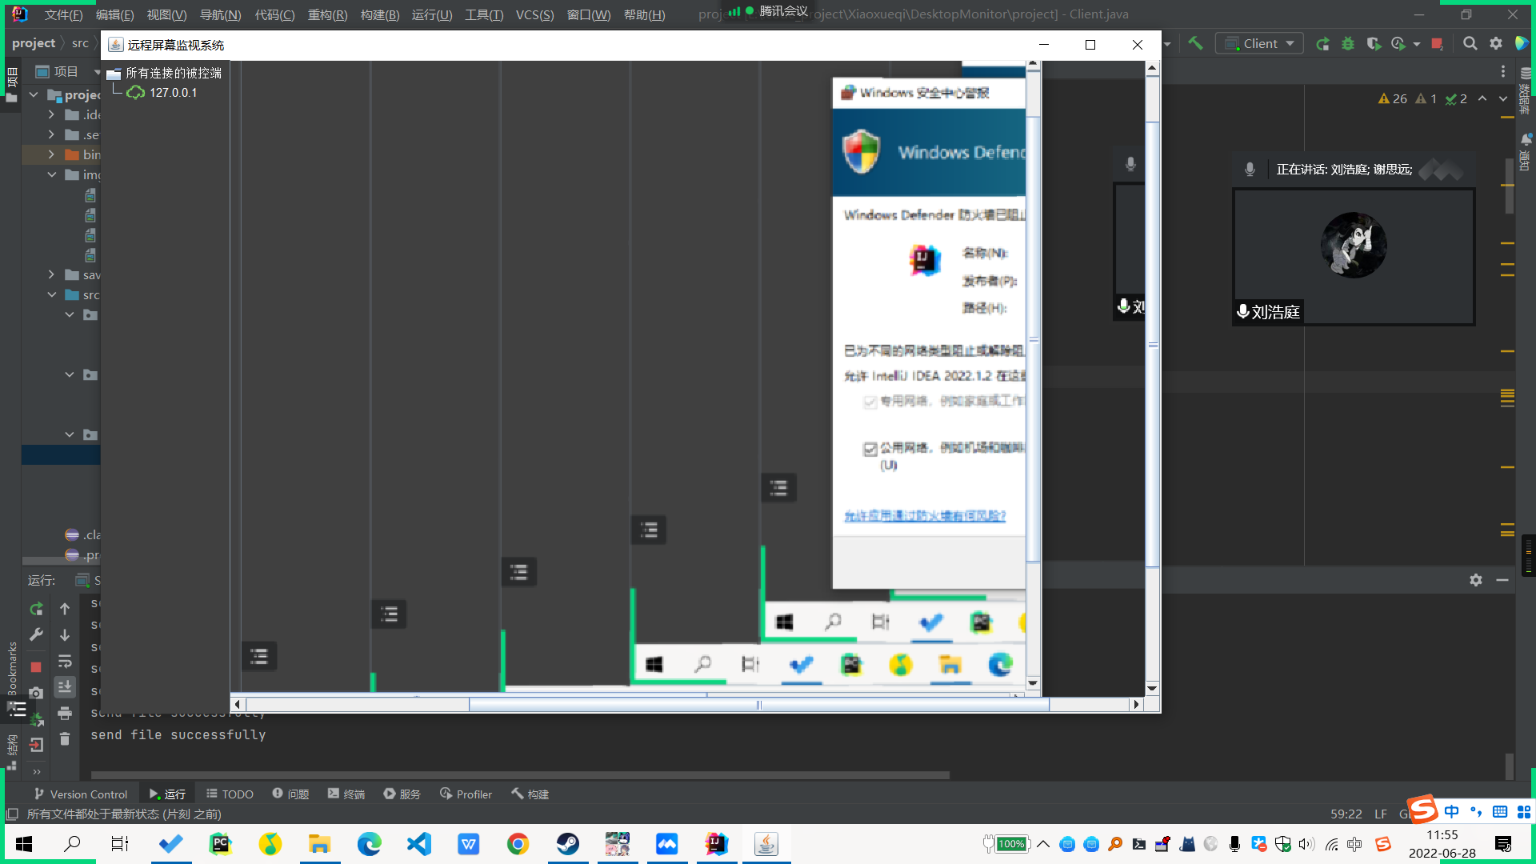 文件(F) 编辑(E) 视图(V) 导航(N) 代码(C) 重构(R) 构建(B) 运行(U) 工具(T) VCS(S) 窗口(W) 帮助(H)
腾讯会议
project\Xiaoxueqi\DesktopMonitor\project] - Client.java
project src
远程屏幕监视系统
Client
项目
项目
所有连接的被控端
127.0.0.1
projec
.ide
.se
bin
img
sav
src
.cla
.pr
26 1 2
数据库
通知
Windows 安全中心警报
Windows Defend
Windows Defender 防火墙已阻止
名称(N):
发布者(P):
路径(H):
已为不同的网络类型阻止或解除阻
允许 IntelliJ IDEA 2022.1.2 在这些
专用网络，例如家庭或工作
公用网络，例如机场和咖啡
(U)
允许应用通过防火墙有何风险?
正在讲话: 刘浩庭; 谢思远;
刘
刘浩庭
运行: S
send file successfully
send file successfully
Bookmarks
结构
Version Control 运行 TODO 问题 终端 服务 Profiler 构建
所有文件都处于最新状态 (片刻 之前)
59:22 LF
中
100%
中
11:55
2022-06-28